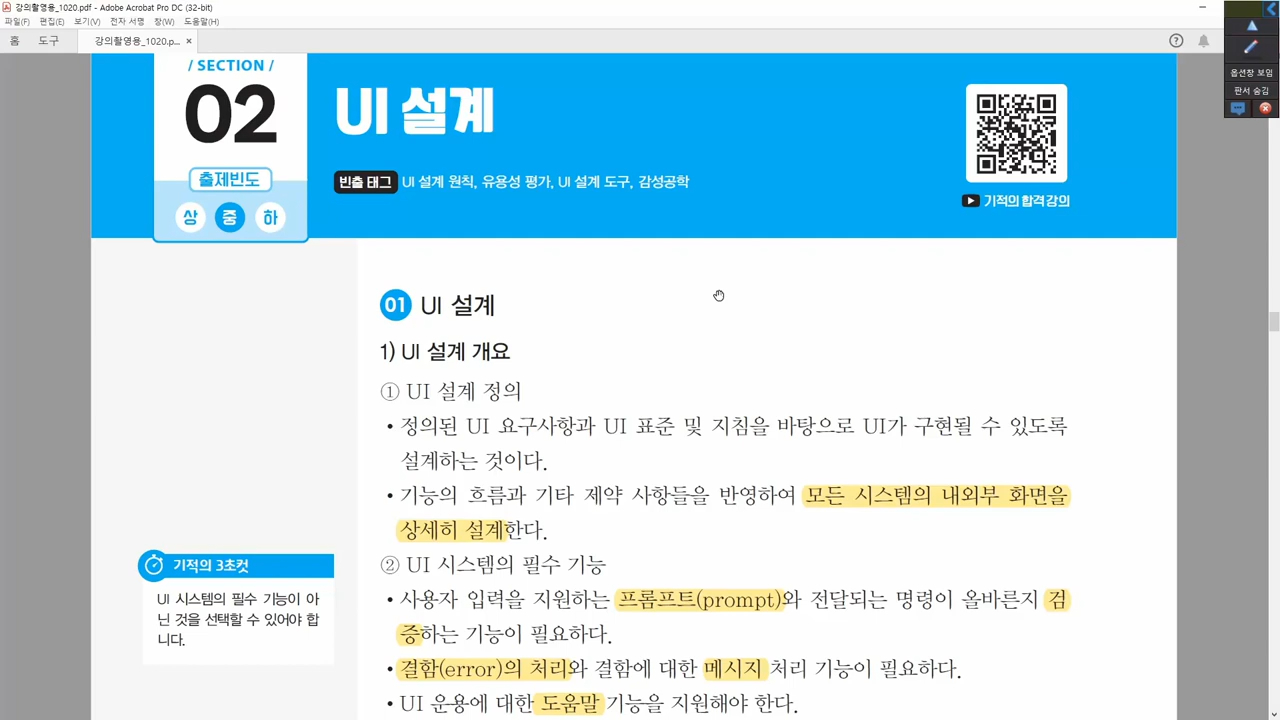 강의촬영용_1020.pdf - Adobe Acrobat Pro DC (32-bit)
파일(F) 편집(E) 보기(V) 전자 서명 창(W) 도움말(H)
홈 도구 강의촬영용_1020.p... ×
옵션창 보임
판서 숨김
/ SECTION /
02
출제빈도
상 중 하
UI 설계
빈출 태그 UI 설계 원칙, 유용성 평가, UI 설계 도구, 감성공학
기적의 합격 강의
01 UI 설계
1) UI 설계 개요
① UI 설계 정의
• 정의된 UI 요구사항과 UI 표준 및 지침을 바탕으로 UI가 구현될 수 있도록
설계하는 것이다.
• 기능의 흐름과 기타 제약 사항들을 반영하여 모든 시스템의 내외부 화면을
상세히 설계한다.
② UI 시스템의 필수 기능
• 사용자 입력을 지원하는 프롬프트(prompt)와 전달되는 명령이 올바른지 검
증하는 기능이 필요하다.
• 결함(error)의 처리와 결함에 대한 메시지 처리 기능이 필요하다.
• UI 운용에 대한 도움말 기능을 지원해야 한다.
기적의 3초컷
UI 시스템의 필수 기능이 아
닌 것을 선택할 수 있어야 합
니다.